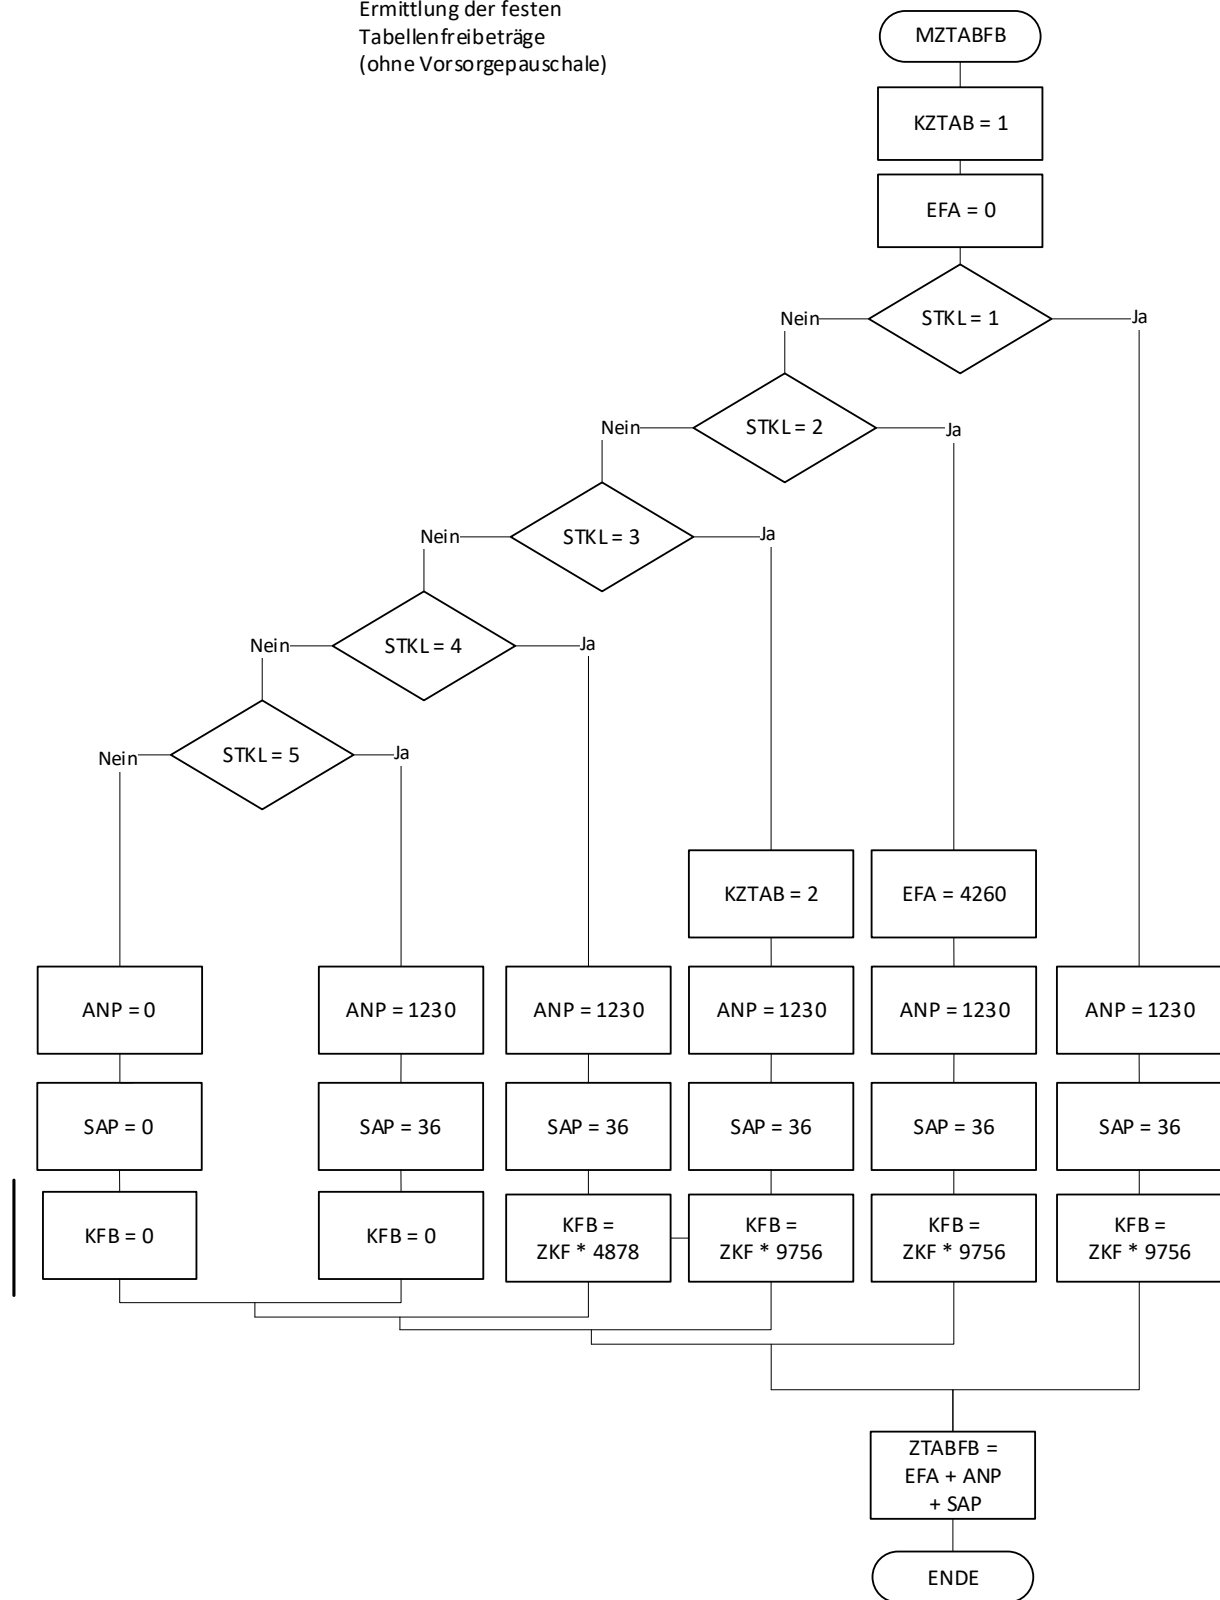 Ermittlung der festen
Tabellenfreibeträge
(ohne Vorsorgepauschale)
MZTABFB
KZTAB = 1
EFA = 0
STKL = 1
Nein
Ja
STKL = 2
Nein
Ja
STKL = 3
Nein
Ja
STKL = 4
Nein
Ja
STKL = 5
Nein
Ja
KZTAB = 2
EFA = 4260
ANP = 0
ANP = 1230
ANP = 1230
ANP = 1230
ANP = 1230
ANP = 1230
SAP = 0
SAP = 36
SAP = 36
SAP = 36
SAP = 36
SAP = 36
KFB = 0
KFB = 0
KFB =
ZKF * 4878
KFB =
ZKF * 9756
KFB =
ZKF * 9756
KFB =
ZKF * 9756
ZTABFB =
EFA + ANP
+ SAP
ENDE